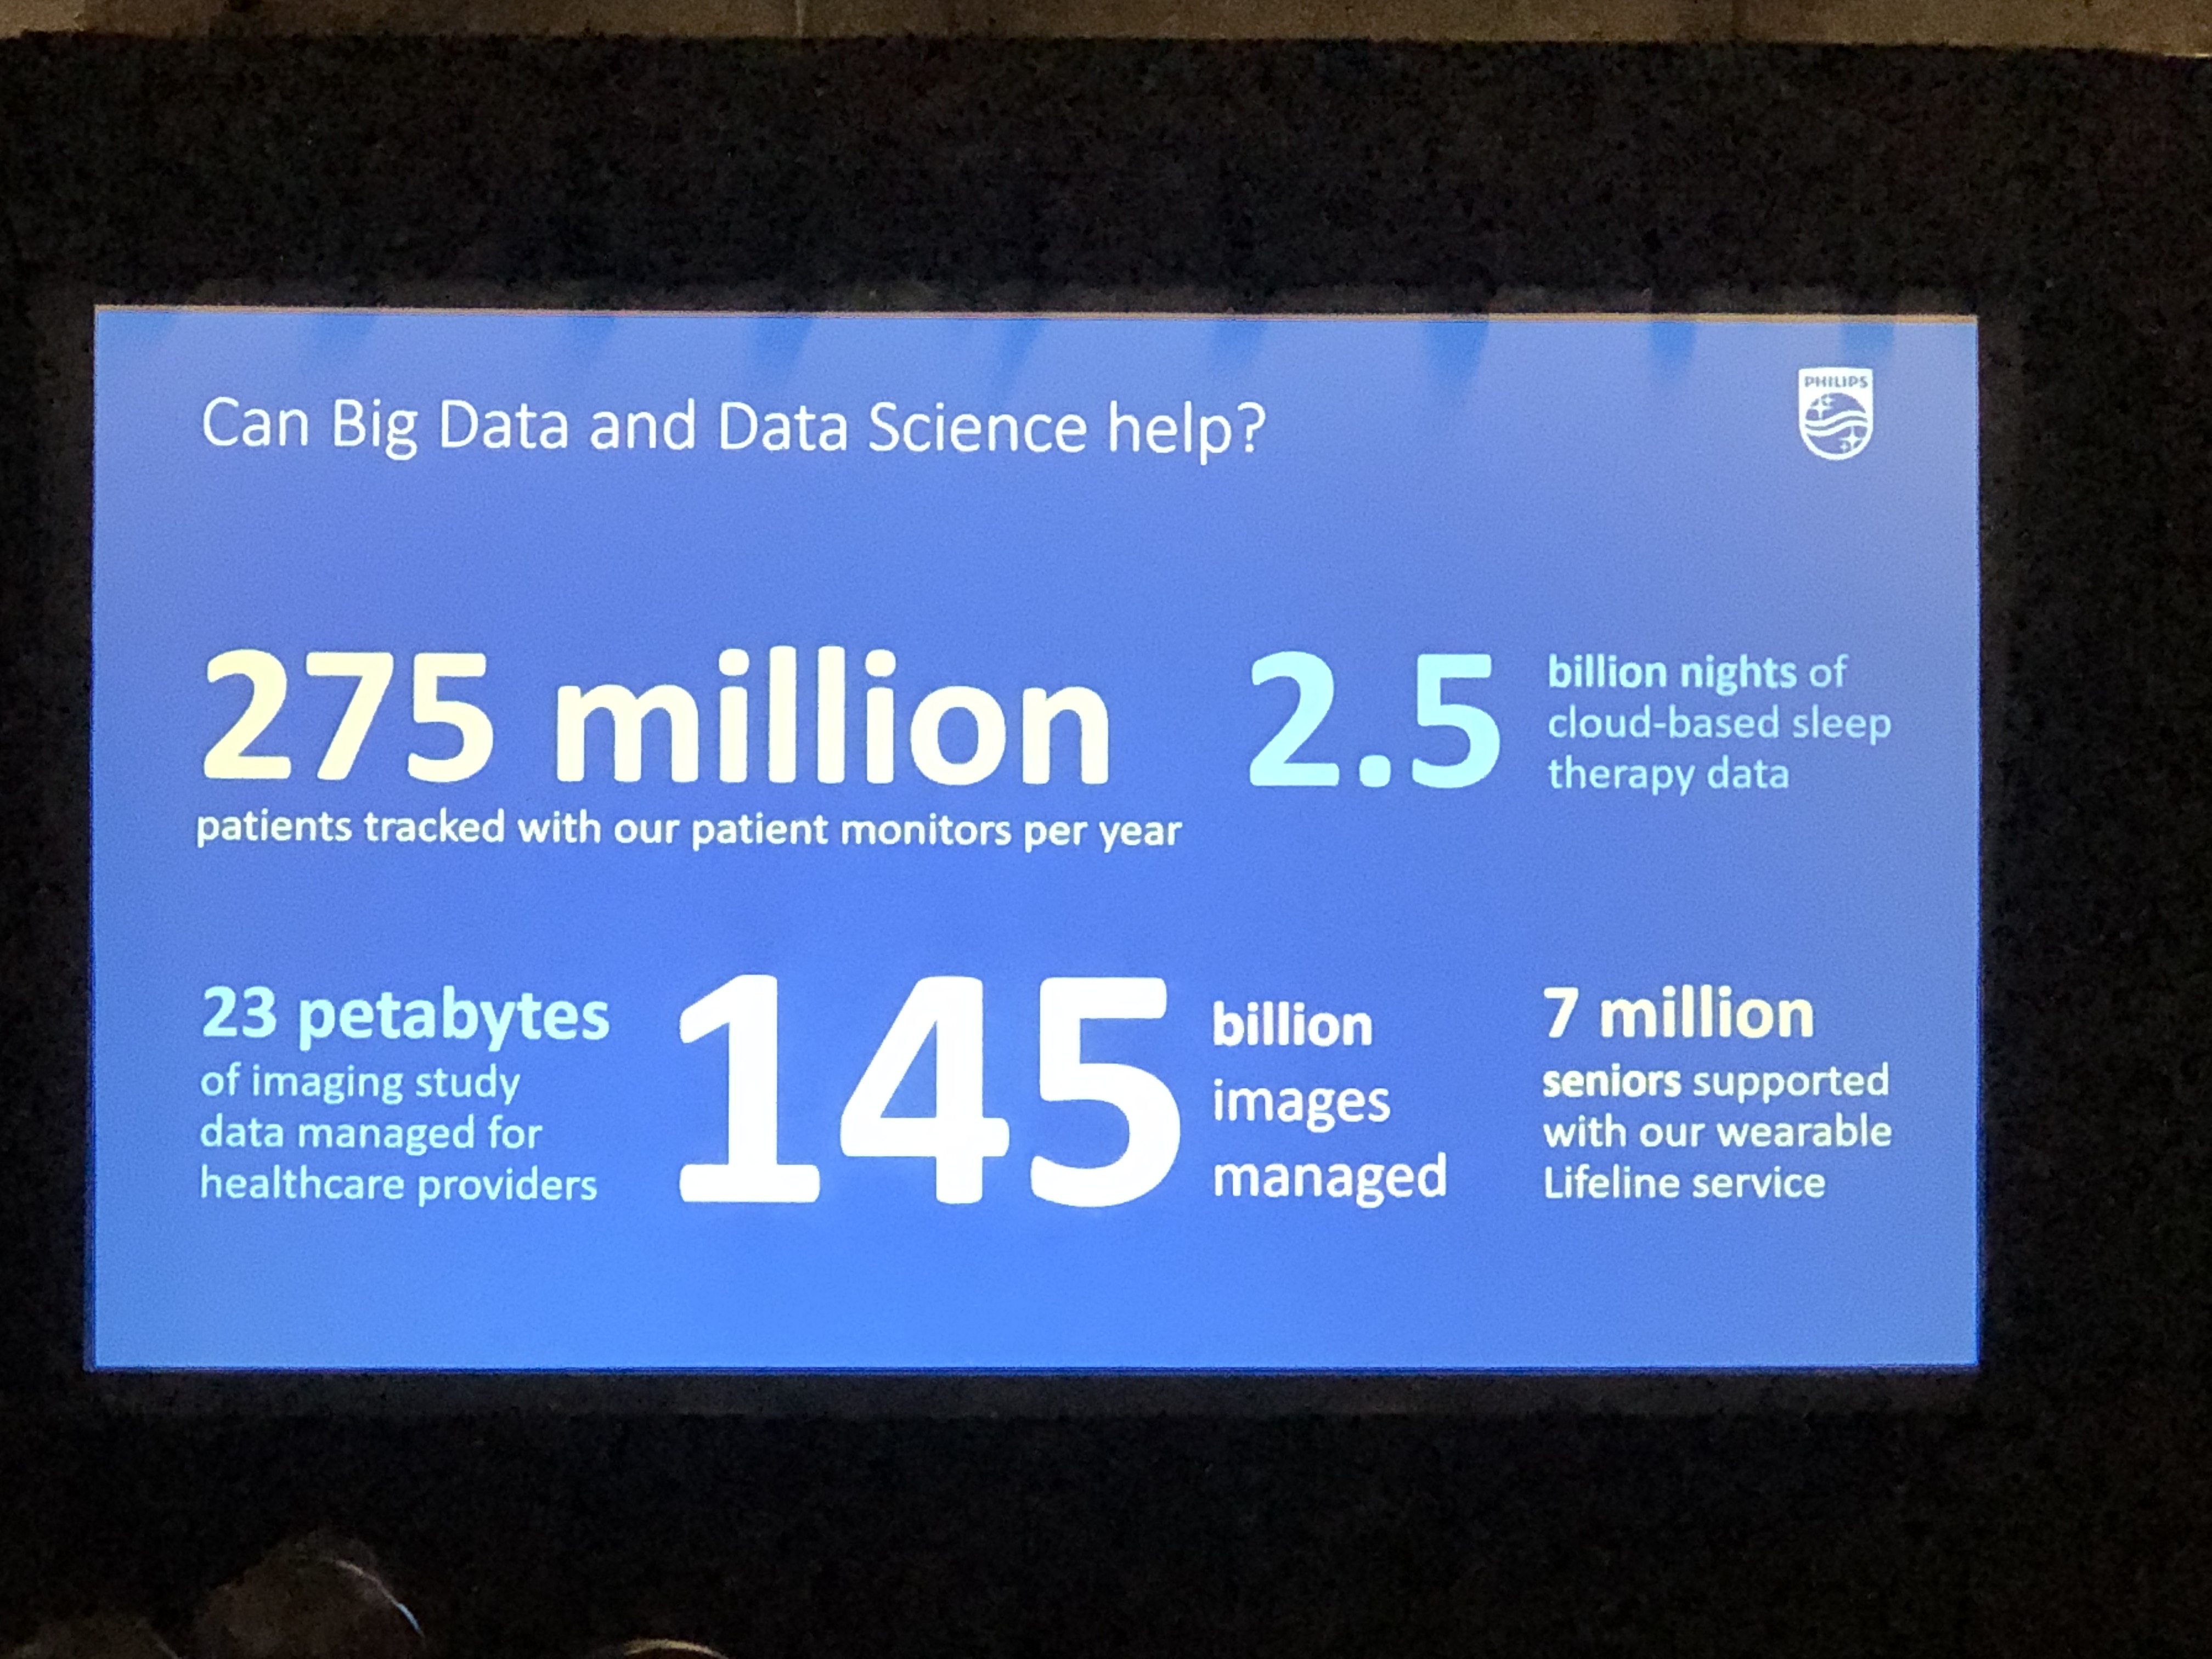 Can Big Data and Data Science help?
PHILIPS
275 million
patients tracked with our patient monitors per year
2.5
billion nights of
cloud-based sleep
therapy data
23 petabytes
of imaging study
data managed for
healthcare providers
145
billion
images
managed
7 million
seniors supported
with our wearable
Lifeline service